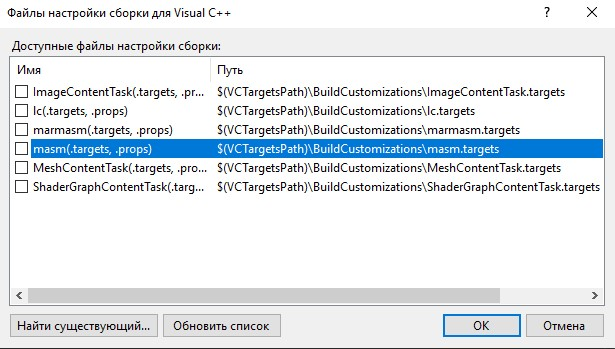 Файлы настройки сборки для Visual C++
Доступные файлы настройки сборки:
Имя Путь
ImageContentTask(.targets, .pr... $(VCTargetsPath)\BuildCustomizations\ImageContentTask.targets
lc(.targets, .props) $(VCTargetsPath)\BuildCustomizations\lc.targets
marmasm(.targets, .props) $(VCTargetsPath)\BuildCustomizations\marmasm.targets
masm(.targets, .props) $(VCTargetsPath)\BuildCustomizations\masm.targets
MeshContentTask(.targets, .pro... $(VCTargetsPath)\BuildCustomizations\MeshContentTask.targets
ShaderGraphContentTask(.targ... $(VCTargetsPath)\BuildCustomizations\ShaderGraphContentTask.targets
Найти существующий... Обновить список ОК Отмена